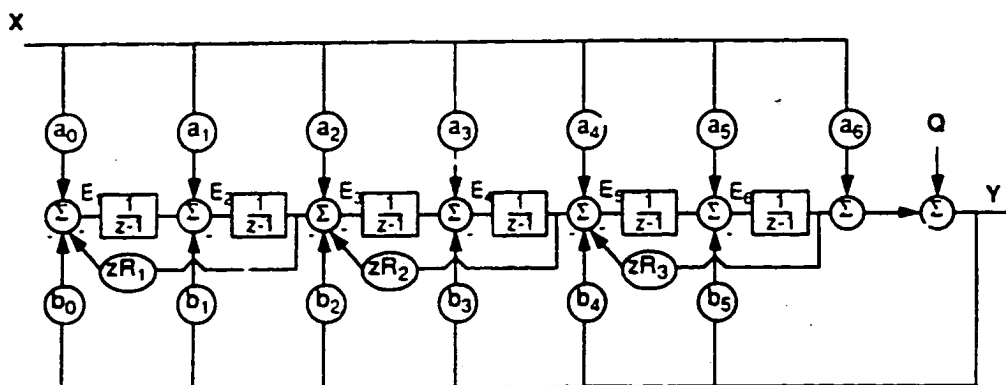 X
a₀ a₁ a₂ a₃ a₄ a₅ a₆ Q
E Σ 1/z-1 Σ E₂ 1/z-1 Σ E₃ 1/z-1 Σ E 1/z-1 Σ E₅ 1/z-1 Σ E₆ 1/z-1 Σ Σ Y
- - - - - - - - -
zR₁ zR₂ zR₃
b₀ b₁ b₂ b₃ b₄ b₅